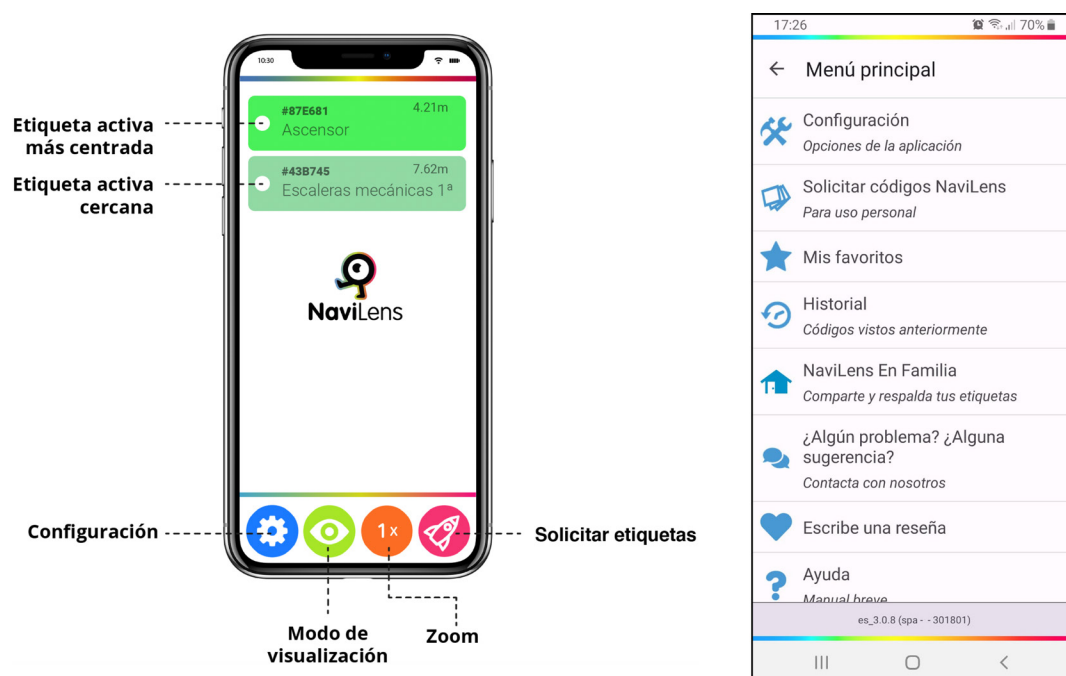 10:30
#87E681
4.21m
Ascensor
#43B745
7.62m
Escaleras mecánicas 1ª
NaviLens
1x
Etiqueta activa
más centrada
Etiqueta activa
cercana
Configuración
Modo de
visualización
Zoom
Solicitar etiquetas
17:26
70%
Menú principal
Configuración
Opciones de la aplicación
Solicitar códigos NaviLens
Para uso personal
Mis favoritos
Historial
Códigos vistos anteriormente
NaviLens En Familia
Comparte y respalda tus etiquetas
¿Algún problema? ¿Alguna
sugerencia?
Contacta con nosotros
Escribe una reseña
Ayuda
Manual breve
es_3.0.8 (spa - - 301801)